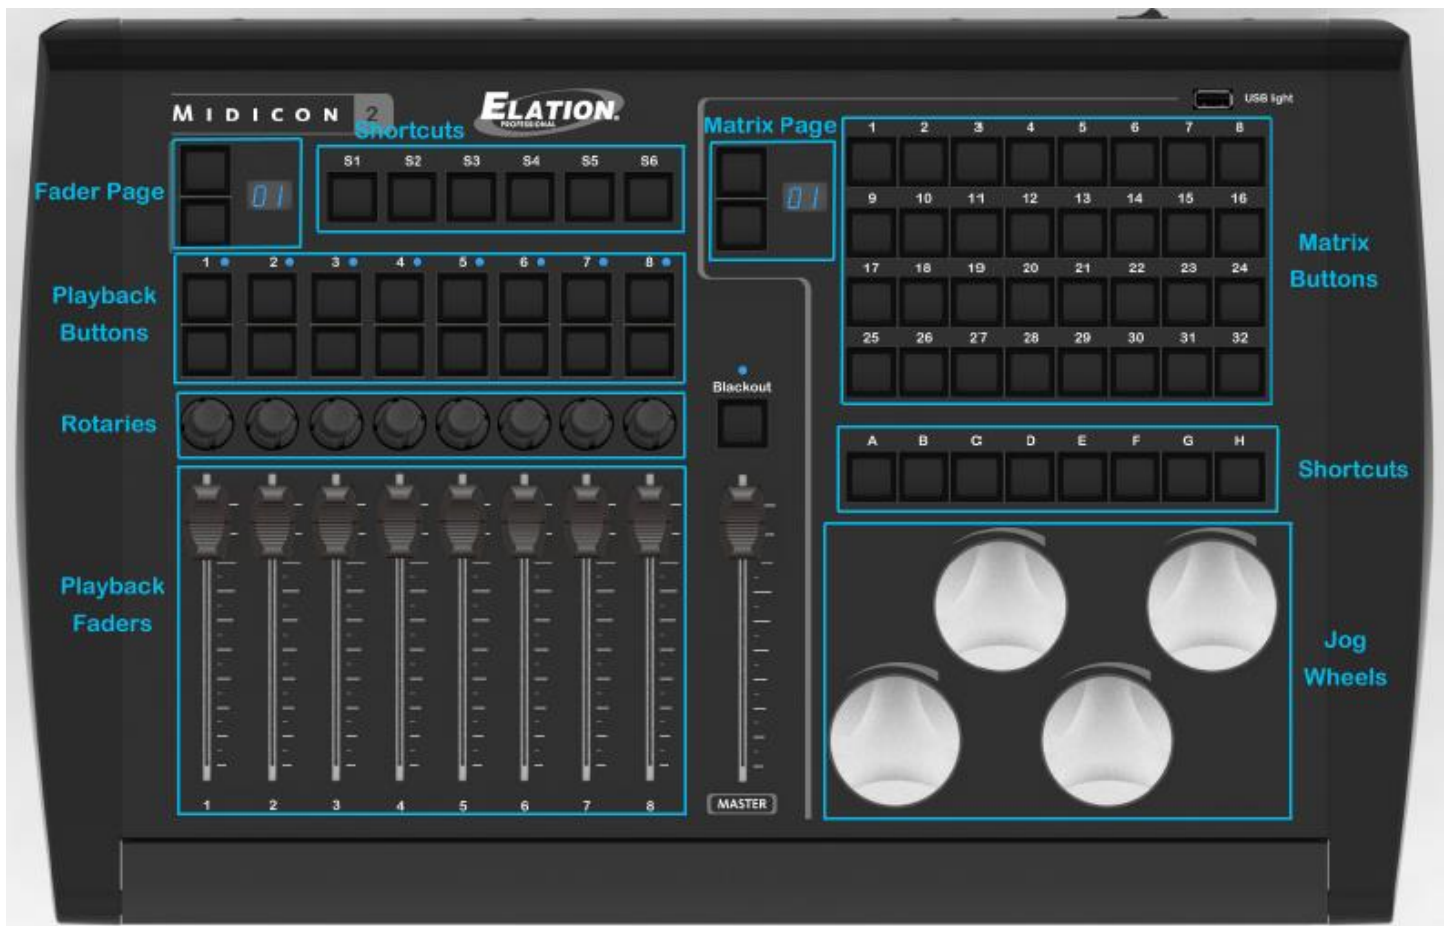 MIDICON 2
ELATION®
PROFESSIONAL
USB light
Shortcuts
Matrix Page
Fader Page
01
S1 S2 S3 S4 S5 S6
01
1 2 3 4 5 6 7 8
9 10 11 12 13 14 15 16
17 18 19 20 21 22 23 24
25 26 27 28 29 30 31 32
Matrix
Buttons
1 2 3 4 5 6 7 8
Playback
Buttons
Blackout
Rotaries
A B C D E F G H
Shortcuts
Playback
Faders
Jog
Wheels
1 2 3 4 5 6 7 8
MASTER